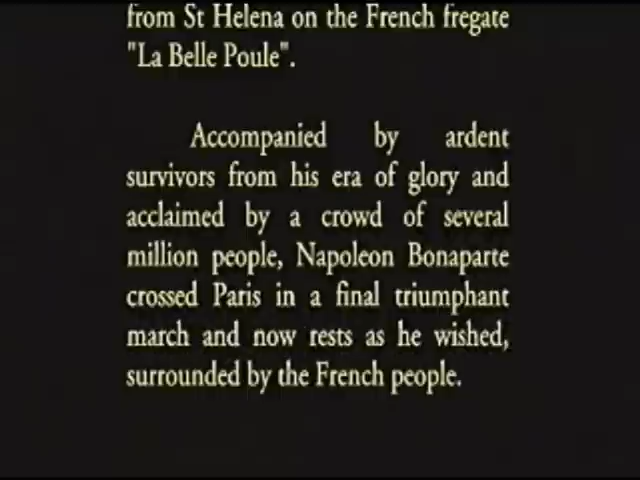 from St Helena on the French fregate
"La Belle Poule".
Accompanied by ardent
survivors from his era of glory and
acclaimed by a crowd of several
million people, Napoleon Bonaparte
crossed Paris in a final triumphant
march and now rests as he wished,
surrounded by the French people.